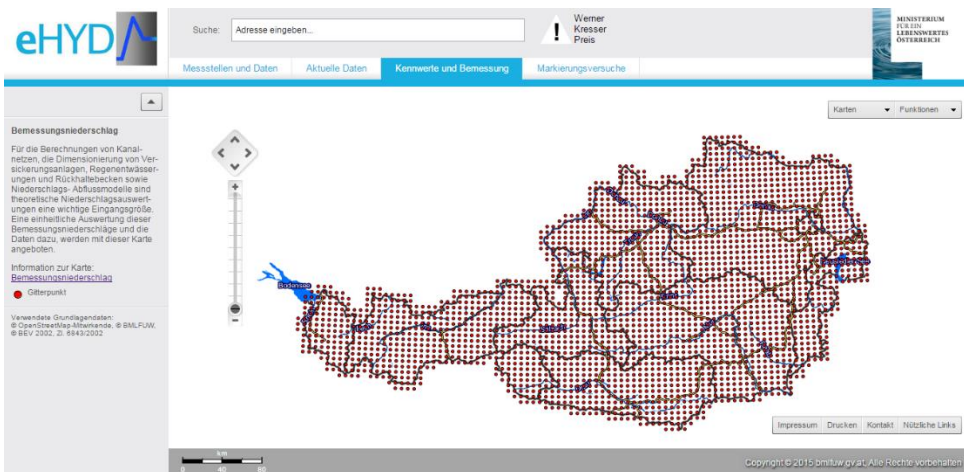 eHYD
Suche:
Adresse eingeben...
!
Werner
Kresser
Preis
MINISTERIUM
FÜR EIN
LEBENSWERTES
ÖSTERREICH
Messstellen und Daten
Aktuelle Daten
Kennwerte und Bemessung
Markierungsversuche
Karten
Funktionen
Bemessungsniederschlag
Für die Berechnungen von Kanal-
netzen, die Dimensionierung von Ver-
sickerungsanlagen, Regenentwässer-
ungen und Rückhaltebecken sowie
Niederschlags- Abflussmodelle sind
theoretische Niederschlagsauswert-
ungen eine wichtige Eingangsgröße.
Eine einheitliche Auswertung dieser
Bemessungsniederschläge und die
Daten dazu, werden mit dieser Karte
angeboten.
Information zur Karte:
Bemessungsniederschlag
Gitterpunkt
Verwendete Grundlagendaten:
© OpenStreetMap-Mitwirkende, © BMLFUW,
© BEV 2002, Zl. 6843/2002
+
−
Bodensee
Impressum
Drucken
Kontakt
Nützliche Links
km
0 40 80
Copyright © 2015 bmlfuw.gv.at, Alle Rechte vorbehalten